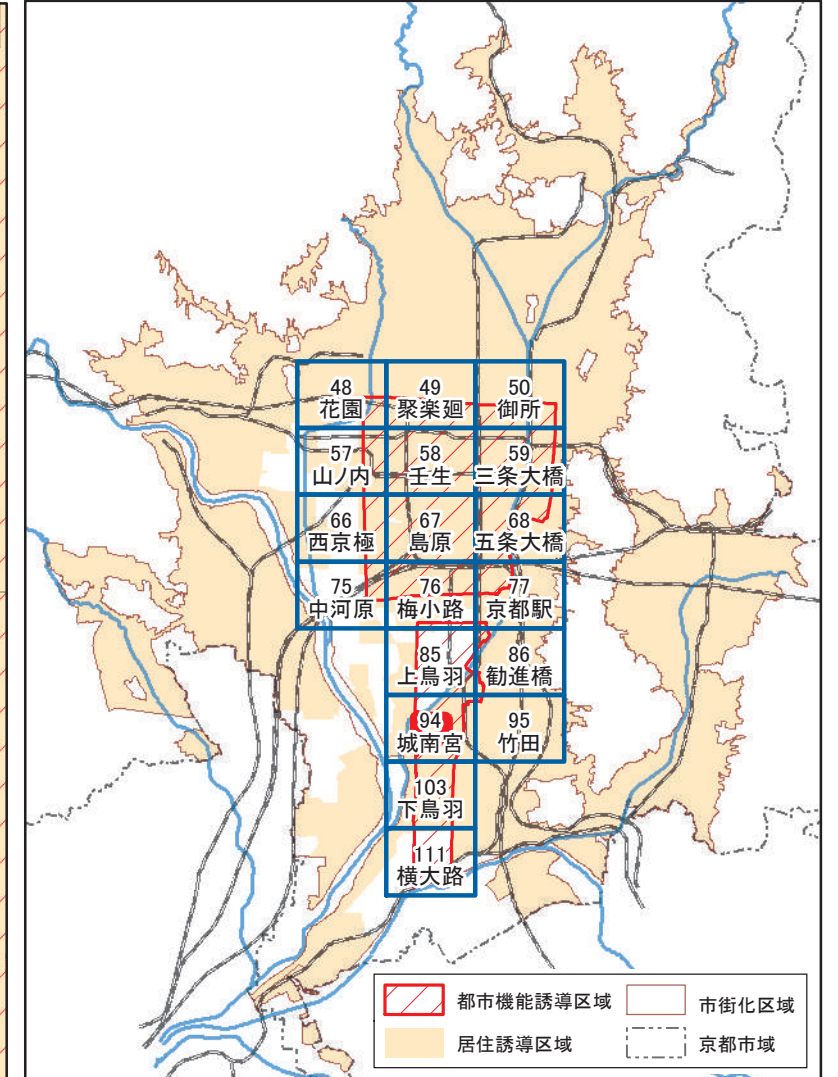 48
花園
49
聚楽廻
50
御所
57
山ノ内
58
壬生
59
三条大橋
66
西京極
67
島原
68
五条大橋
75
中河原
76
梅小路
77
京都駅
85
上鳥羽
86
勧進橋
94
城南宮
95
竹田
103
下鳥羽
111
横大路
都市機能誘導区域
市街化区域
居住誘導区域
京都市域